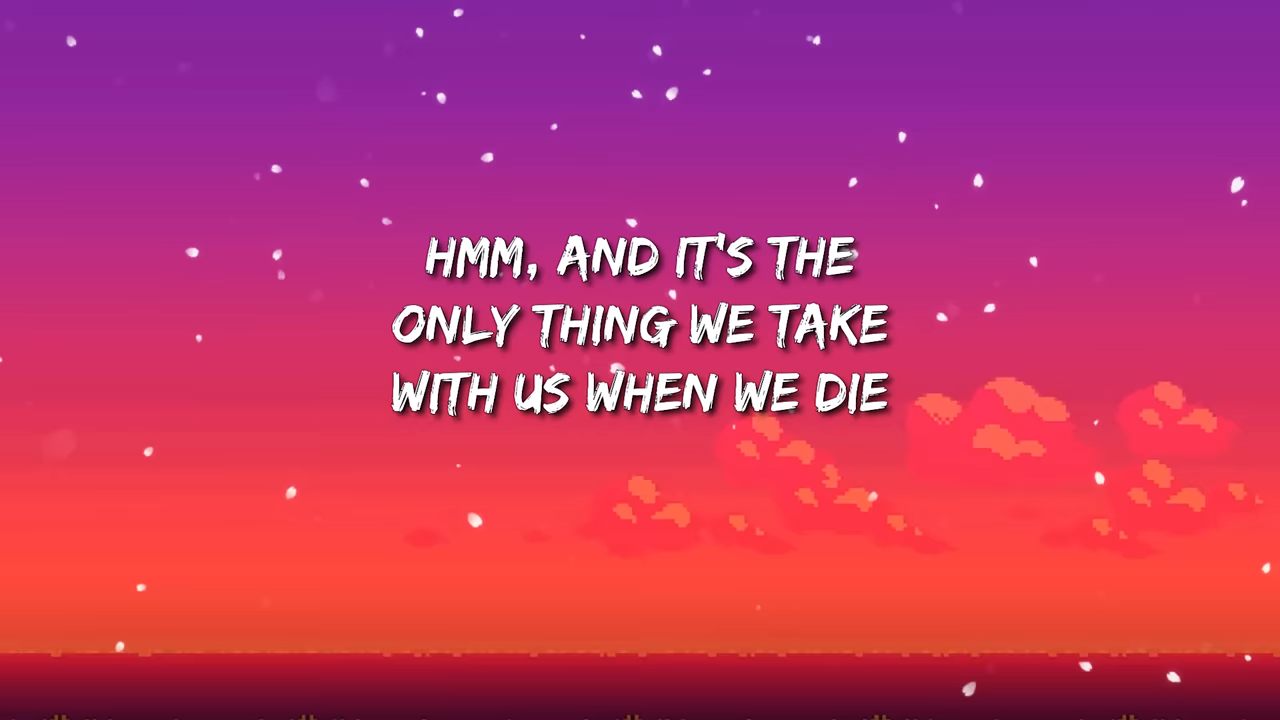 HMM, AND IT'S THE
ONLY THING WE TAKE
WITH US WHEN WE DIE